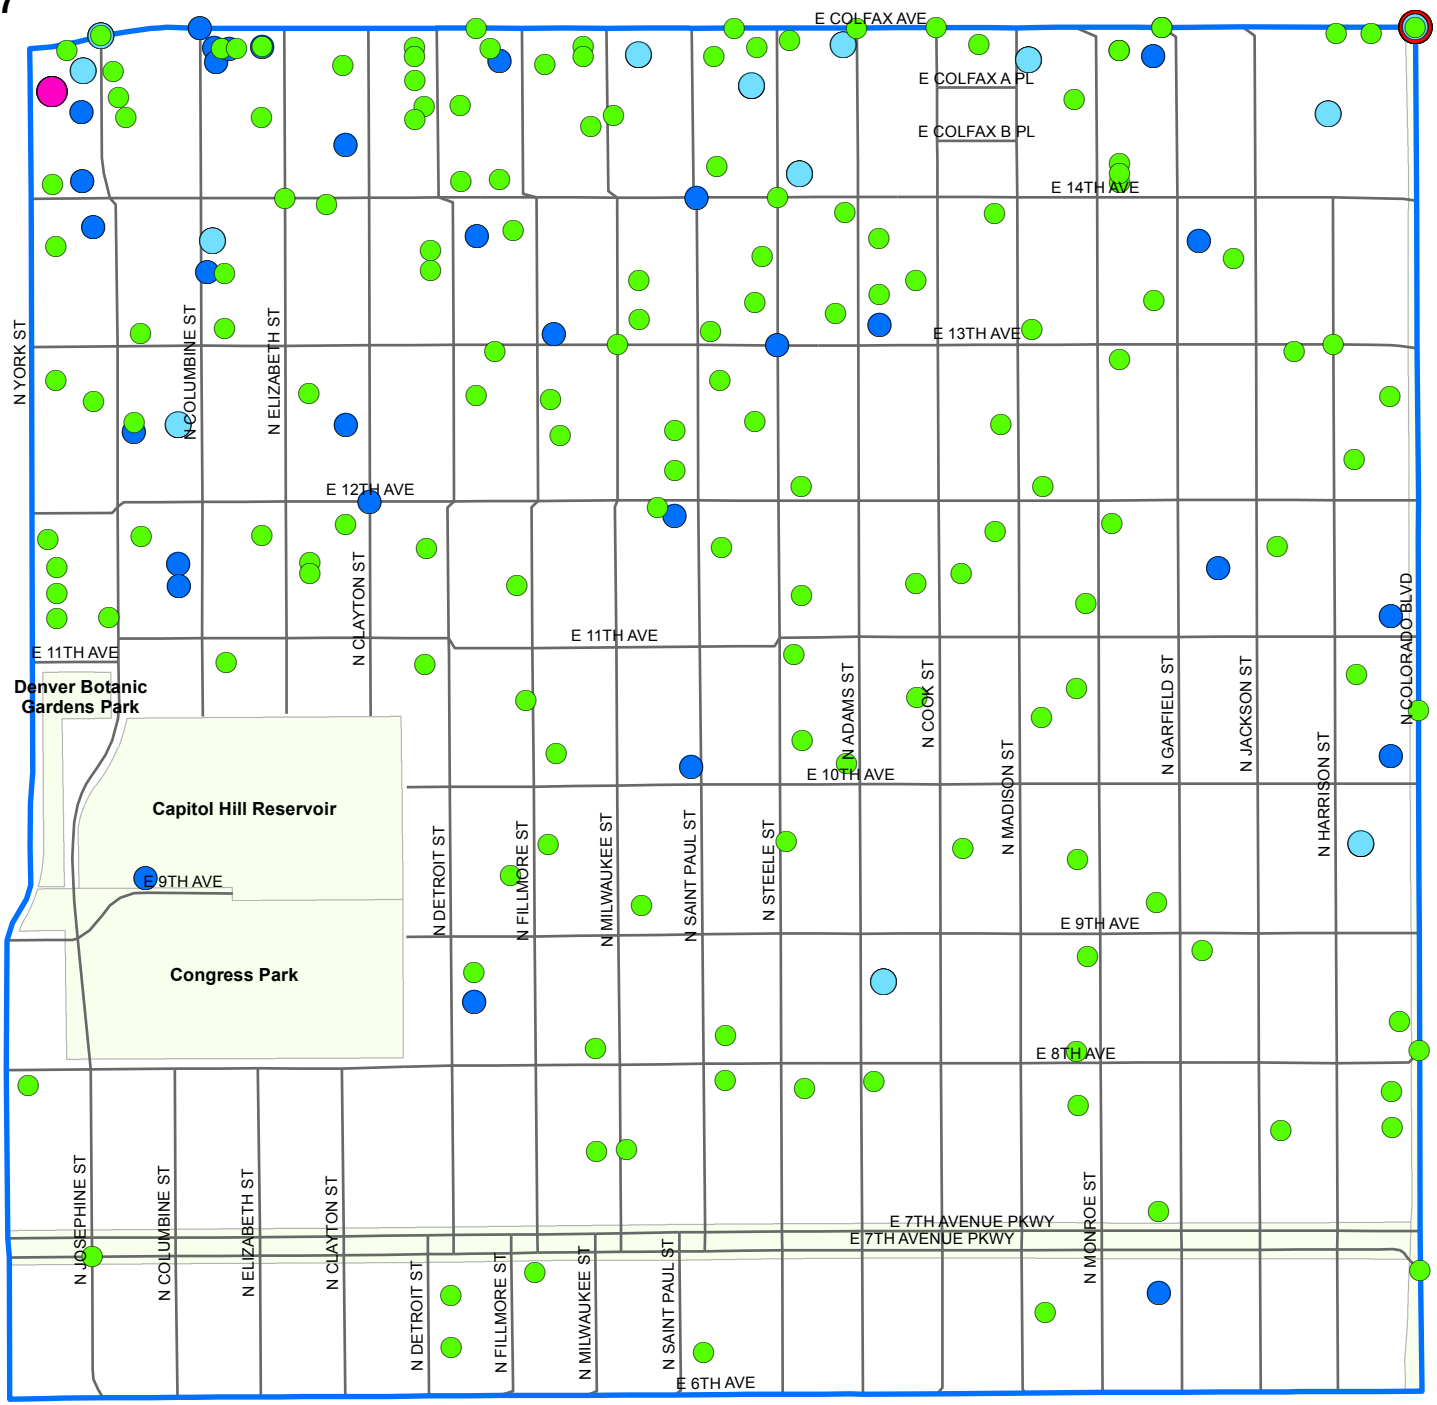 E COLFAX AVE
E COLFAX A PL
E COLFAX B PL
E 14TH AVE
N YORK ST
N COLUMBINE ST
N ELIZABETH ST
E 13TH AVE
E 12TH AVE
N CLAYTON ST
E 11TH AVE
E 11TH AVE
N COLORADO BLVD
Denver Botanic
Gardens Park
N ADAMS ST
N COOK ST
N GARFIELD ST
N JACKSON ST
N MADISON ST
N HARRISON ST
E 10TH AVE
Capitol Hill Reservoir
N DETROIT ST
N FILLMORE ST
N MILWAUKEE ST
N SAINT PAUL ST
N STEELE ST
E 9TH AVE
E 9TH AVE
Congress Park
E 8TH AVE
N JOSEPHINE ST
N COLUMBINE ST
N ELIZABETH ST
N CLAYTON ST
N MONROE ST
E 7TH AVENUE PKWY
E 7TH AVENUE PKWY
N DETROIT ST
N FILLMORE ST
N MILWAUKEE ST
N SAINT PAUL ST
E 6TH AVE